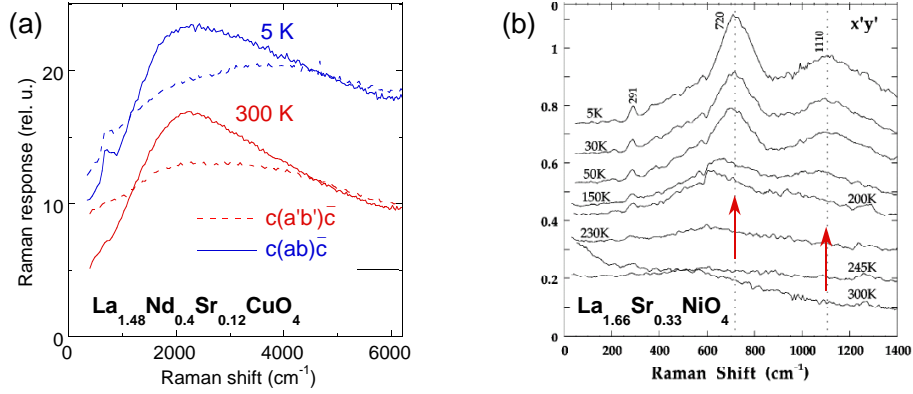 (a)
Raman response (rel. u.)
20
10
0
5 K
300 K
c(a'b')c̄
c(ab)c̄
La1.48Nd0.4Sr0.12CuO4
0 2000 4000 6000
Raman shift (cm-1)
(b)
x'y'
720
1110
291
1
0.8
0.6
0.4
0.2
0
0
5K
30K
50K
150K
200K
230K
245K
300K
La1.66Sr0.33NiO4
0 200 400 600 800 1000 1200 1400
Raman Shift (cm-1)